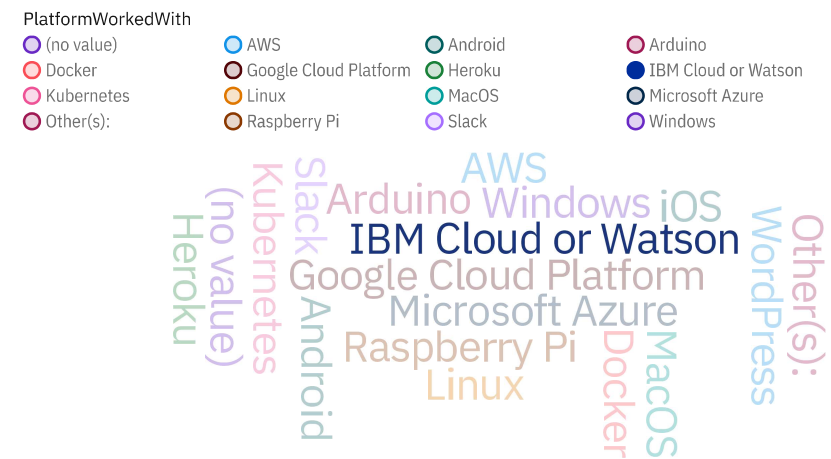 PlatformWorkedWith
(no value) AWS Android Arduino
Docker Google Cloud Platform Heroku IBM Cloud or Watson
Kubernetes Linux MacOS Microsoft Azure
Other(s): Raspberry Pi Slack Windows
AWS
Arduino Windows iOS
IBM Cloud or Watson
Google Cloud Platform
Microsoft Azure
Raspberry Pi
Linux
Heroku
(no value)
Kubernetes
Slack
Android
Docker
MacOS
WordPress
Other(s):